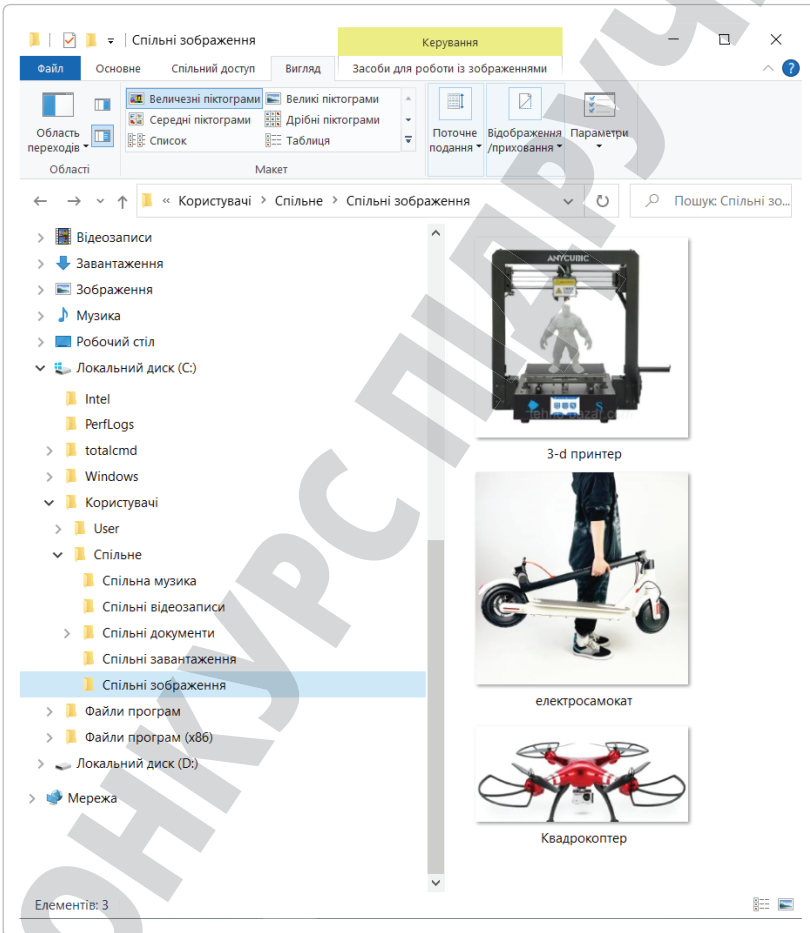 Спільні зображення
Керування
Файл Основне Спільний доступ Вигляд Засоби для роботи із зображеннями
Область переходів
Величезні піктограми Великі піктограми
Середні піктограми Дрібні піктограми
Список Таблиця
Поточне подання
Відображення /приховання
Параметри
Області Макет
« Користувачі > Спільне > Спільні зображення
Пошук: Спільні зо...
Відеозаписи
Завантаження
Зображення
Музика
Робочий стіл
Локальний диск (C:)
Intel
PerfLogs
totalcmd
Windows
Користувачі
User
Спільне
Спільна музика
Спільні відеозаписи
Спільні документи
Спільні завантаження
Спільні зображення
Файли програм
Файли програм (x86)
Локальний диск (D:)
Мережа
ANYCUBIC
3-d принтер
електросамокат
Квадрокоптер
Елементів: 3
ОНКУРС ПІДРУЧ